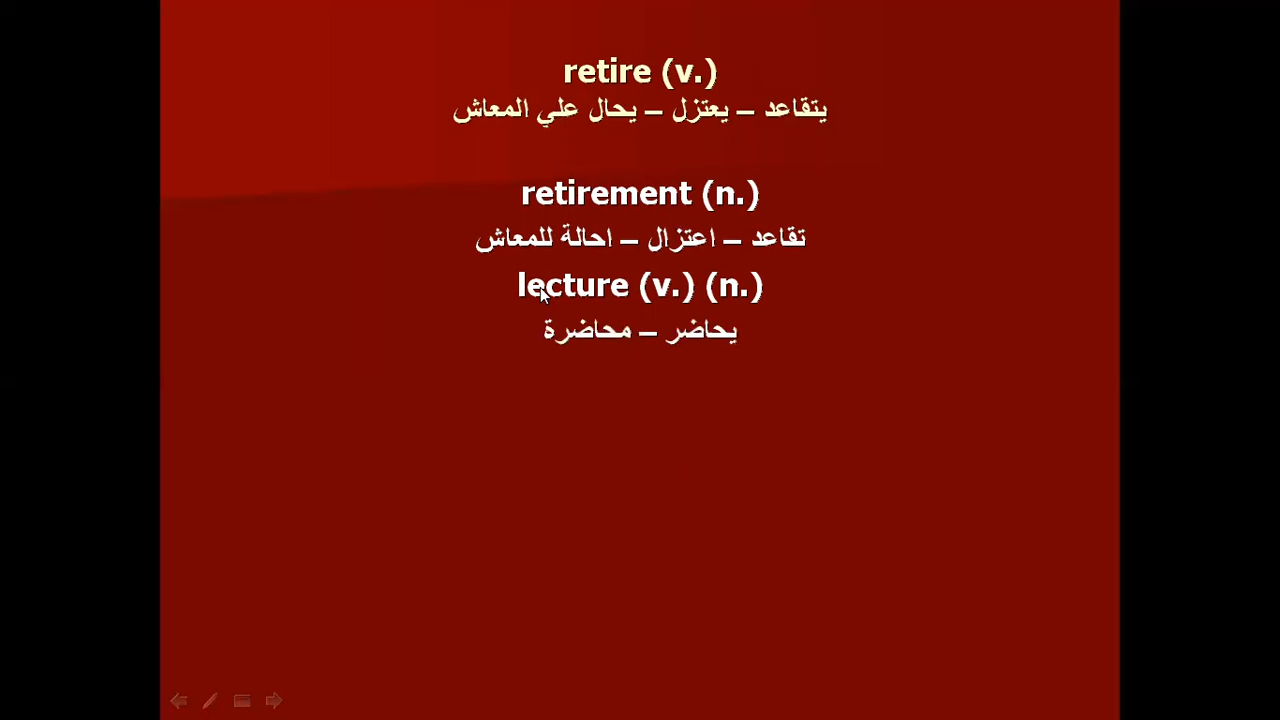 retire (v.)
يتقاعد – يعتزل – يحال علي المعاش
retirement (n.)
تقاعد – اعتزال – احالة للمعاش
lecture (v.) (n.)
يحاضر – محاضرة